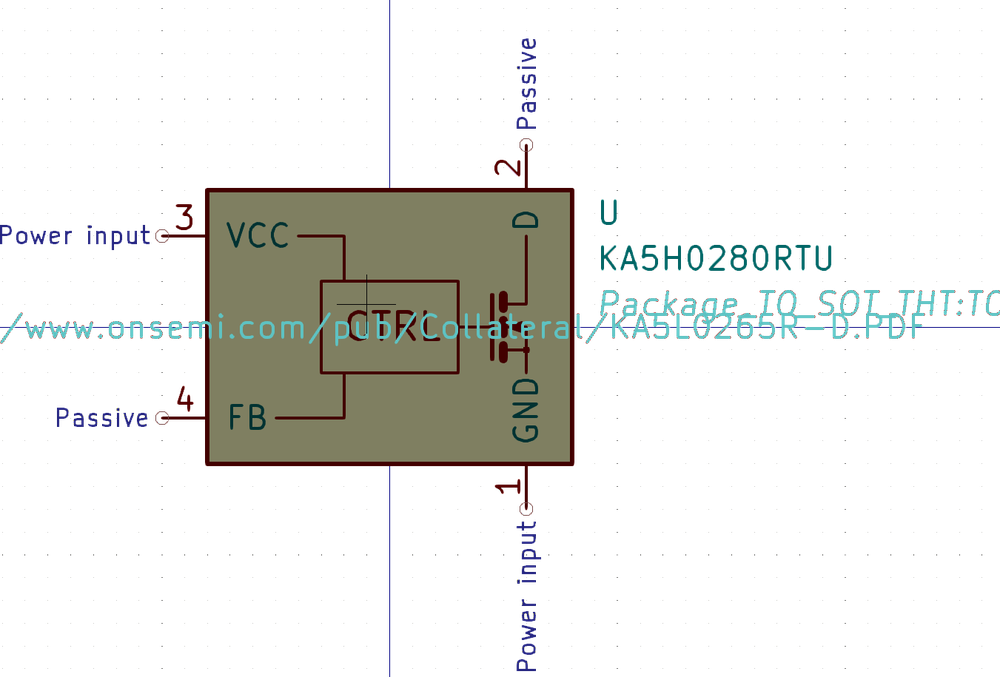 Passive
2
3
Power input
VCC
D
U
KA5H0280RTU
Package_TO_SOT_THT:TO
/www.onsemi.com/pub/Collateral/KA5L0265R-D.PDF
CTRL
4
Passive
FB
GND
1
Power input